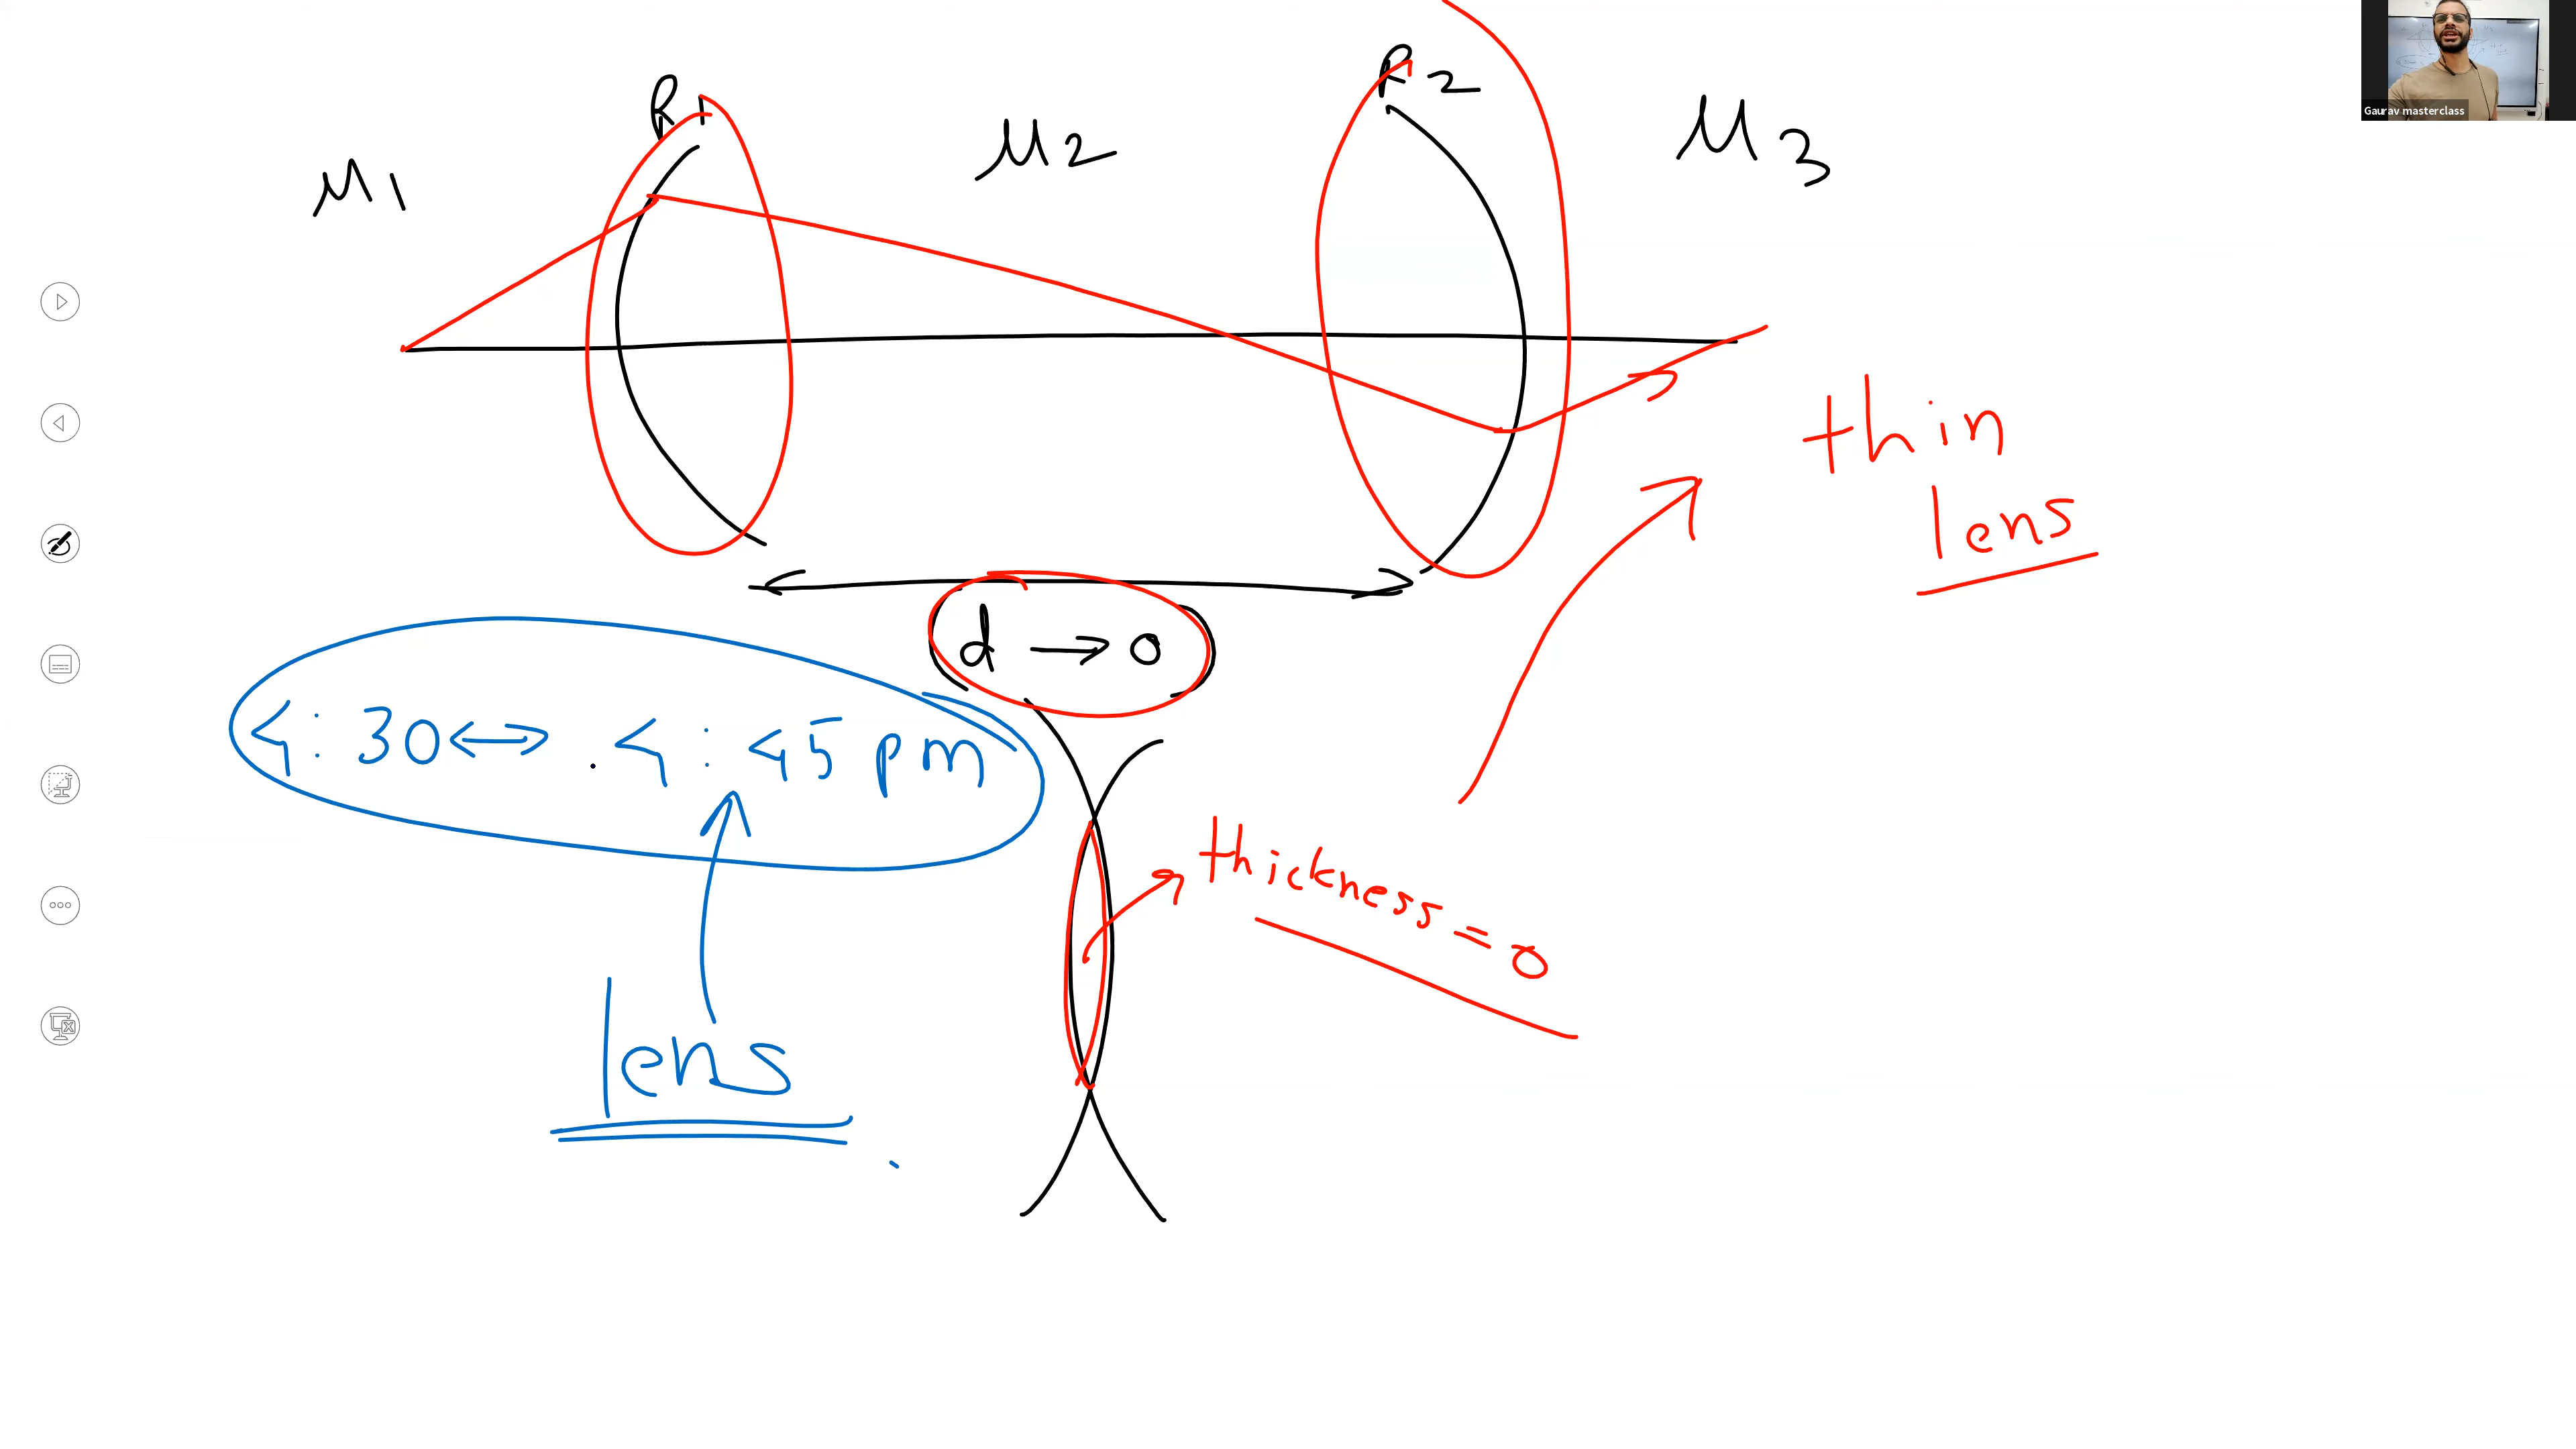 Gaurav masterclass
R1
R2
μ1
μ2
μ3
thin
lens
d → 0
4:30 ↔ 4:45 pm
thickness = 0
lens